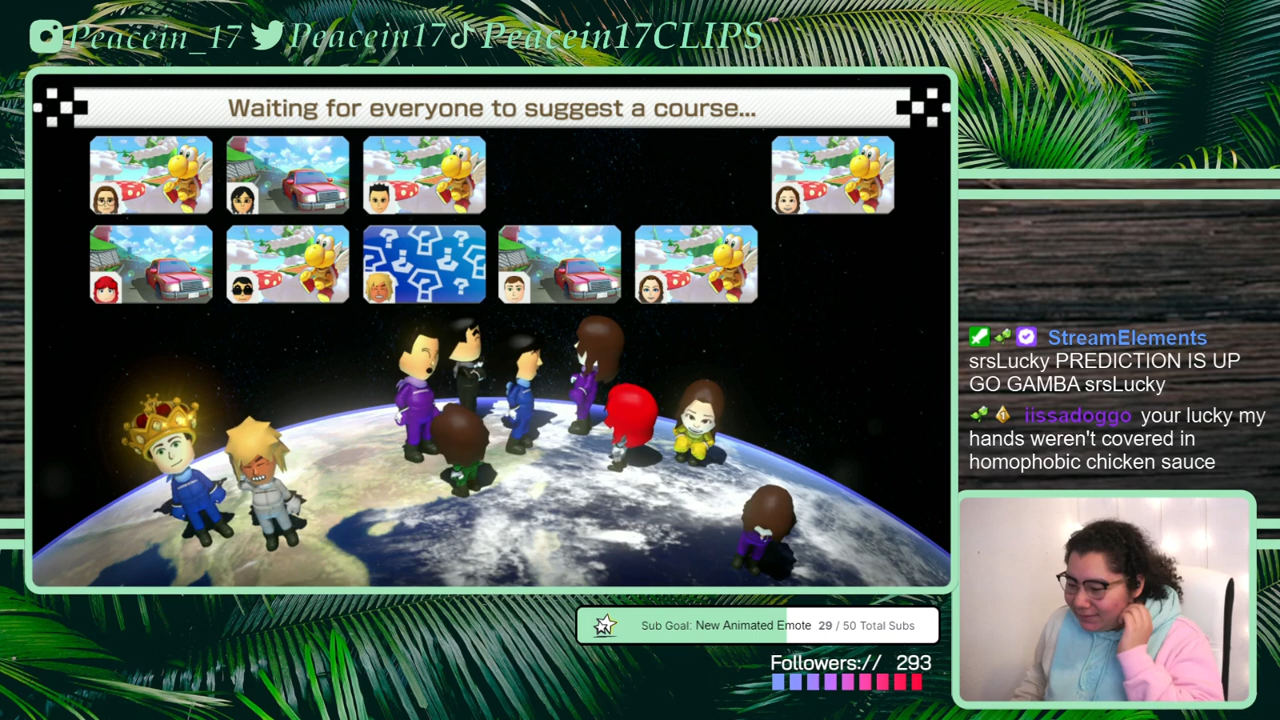 Peacein_17 Peacein17 Peacein17CLIPS
Waiting for everyone to suggest a course...
StreamElements
srsLucky PREDICTION IS UP
GO GAMBA srsLucky
iissadoggo your lucky my
hands weren't covered in
homophobic chicken sauce
Sub Goal: New Animated Emote 29 / 50 Total Subs
Followers:// 293